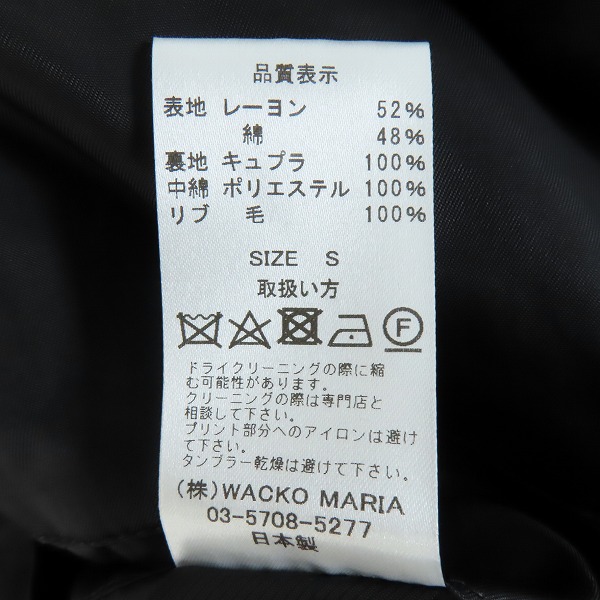 品質表示
表地 レーヨン 52%
綿 48%
裏地 キュプラ 100%
中綿 ポリエステル 100%
リブ 毛 100%
SIZE S
取扱い方
F
ドライクリーニングの際に縮
む可能性があります。
クリーニングの際は専門店と
相談して下さい。
プリント部分へのアイロンは避け
て下さい。
タンブラー乾燥は避けて下さい。
(株)WACKO MARIA
03-5708-5277
日本製